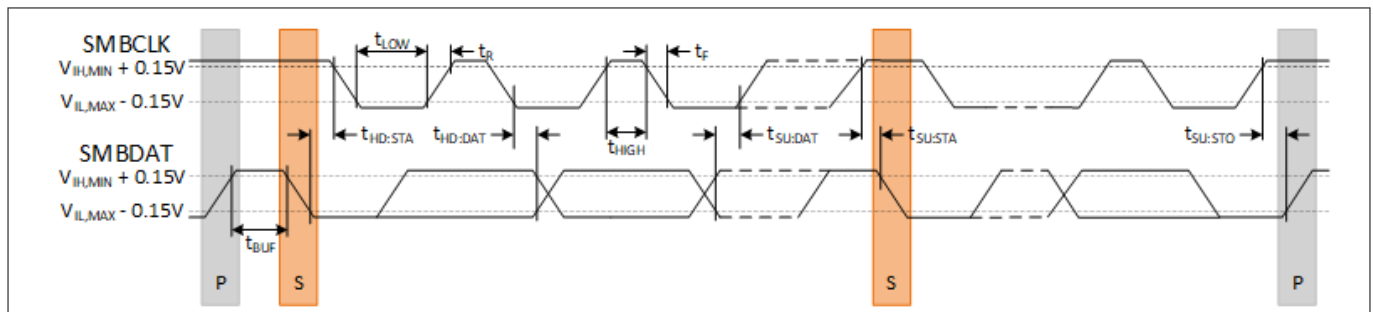 SMBCLK
tLOW
tR
tF
VIH,MIN + 0.15V
VIL,MAX - 0.15V
tHD:STA
tHD:DAT
tHIGH
tSU:DAT
tSU:STA
tSU:STO
SMBDAT
VIH,MIN + 0.15V
VIL,MAX - 0.15V
tBUF
P
S
S
P